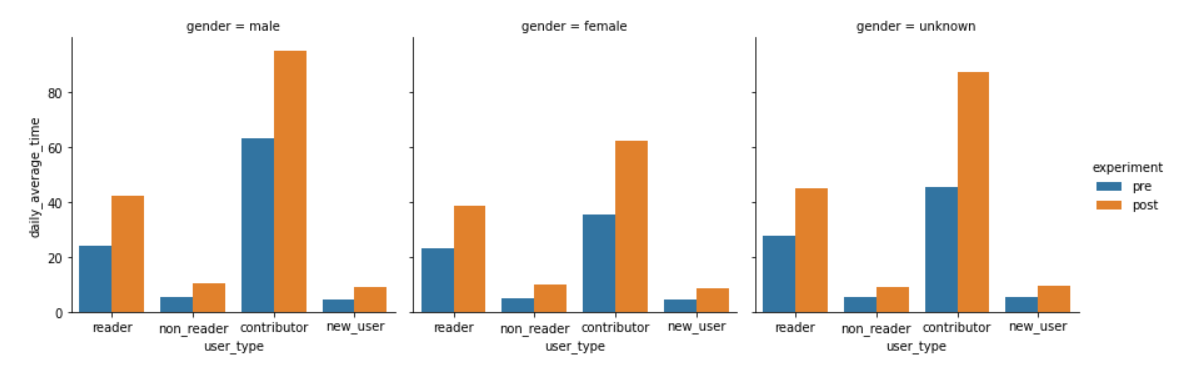 gender = male
gender = female
gender = unknown
daily_average_time
80
60
40
20
0
reader non_reader contributor new_user
user_type
reader non_reader contributor new_user
user_type
reader non_reader contributor new_user
user_type
experiment
pre
post